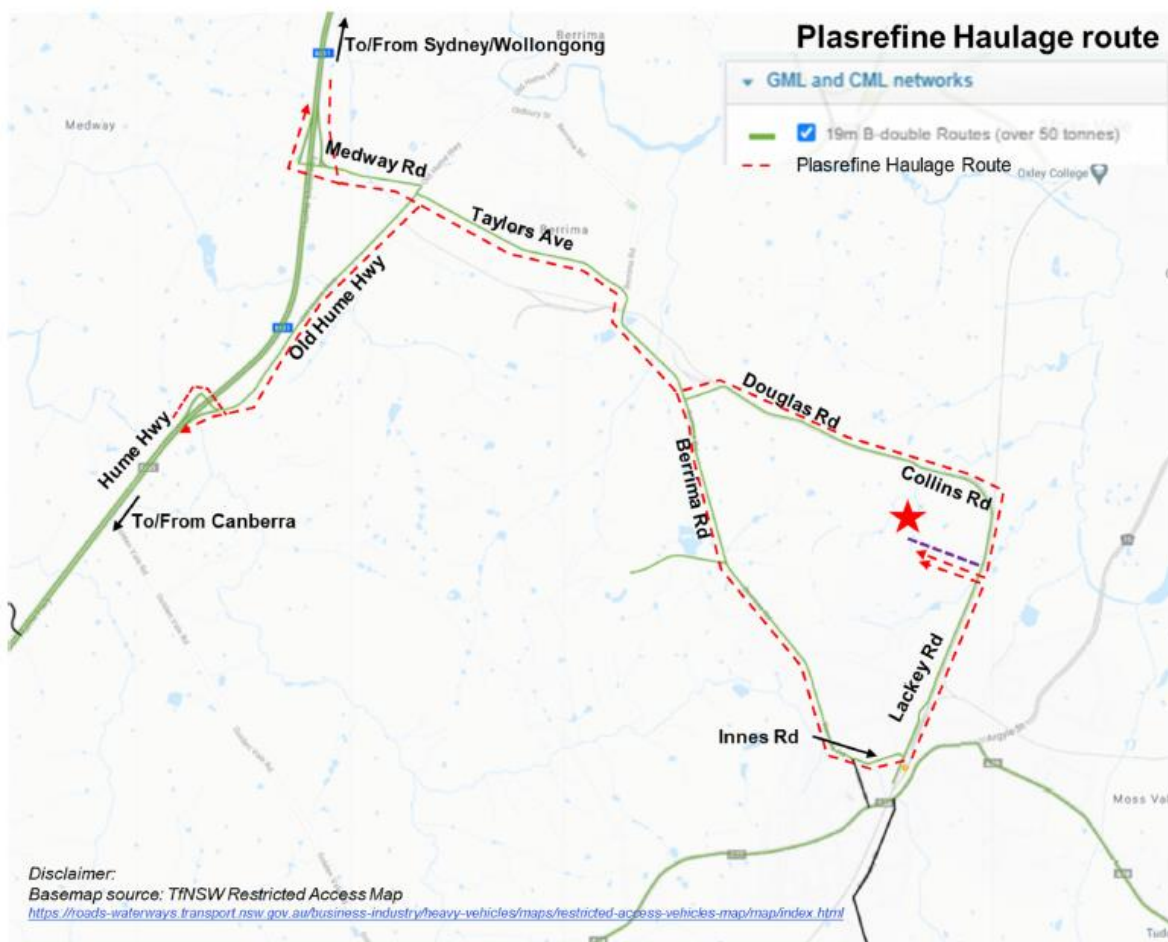 Plasrefine Haulage route
To/From Sydney/Wollongong
Berrima
GML and CML networks
Medway
19m B-double Routes (over 50 tonnes)
Medway Rd
Plasrefine Haulage Route
Oxley College
Taylors Ave
Berrima
Old Hume Hwy
Douglas Rd
Hume Hwy
Collins Rd
Berrima Rd
To/From Canberra
Lackey Rd
Innes Rd
Argyle St
Moss Val
Disclaimer:
Basemap source: TfNSW Restricted Access Map
https://roads-waterways.transport.nsw.gov.au/business-industry/heavy-vehicles/maps/restricted-access-vehicles-map/map/index.html